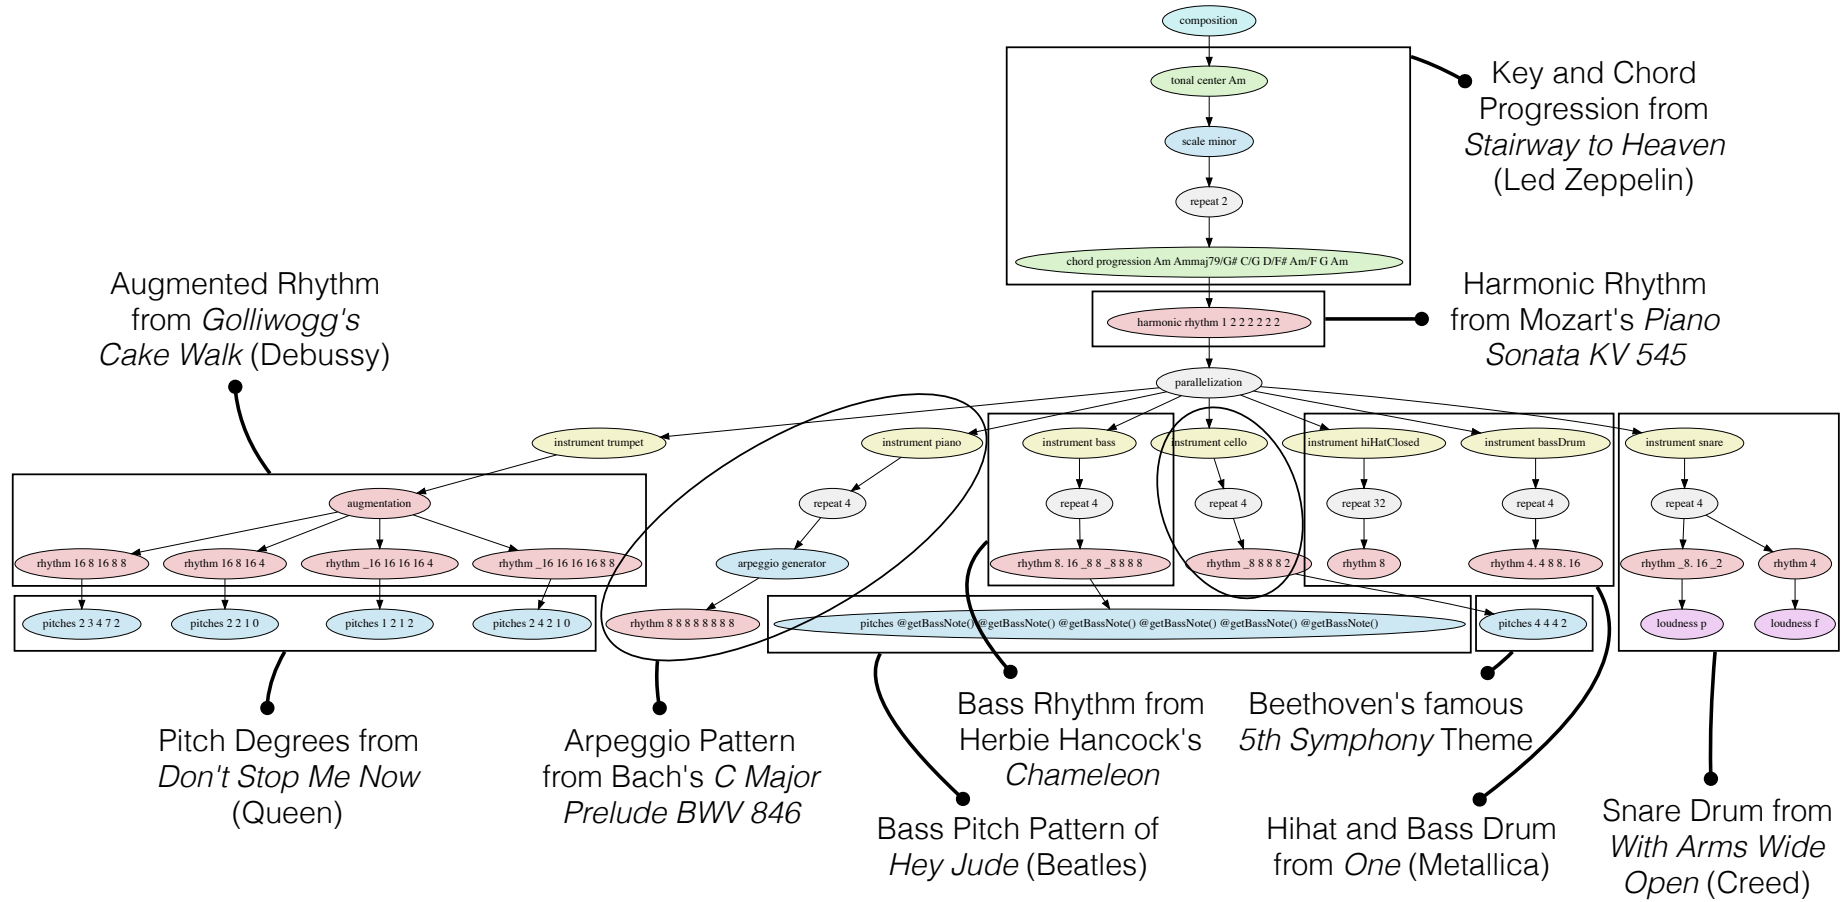 composition
tonal center Am
scale minor
repeat 2
chord progression Am Ammaj79/G# C/G D/F# Am/F G Am
Key and Chord
Progression from
Stairway to Heaven
(Led Zeppelin)
harmonic rhythm 1 2 2 2 2 2 2
Harmonic Rhythm
from Mozart's Piano
Sonata KV 545
Augmented Rhythm
from Golliwogg's
Cake Walk (Debussy)
parallelization
instrument trumpet
instrument piano
instrument bass
instrument cello
instrument hiHatClosed
instrument bassDrum
instrument snare
augmentation
repeat 4
repeat 4
repeat 4
repeat 32
repeat 4
repeat 4
rhythm 16 8 16 8 8
rhythm 16 8 16 4
rhythm _16 16 16 16 4
rhythm _16 16 16 16 8 8
arpeggio generator
rhythm 8. 16 _8 8 _8 8 8 8
rhythm _8 8 8 8 2
rhythm 8
rhythm 4. 4 8 8. 16
rhythm _8. 16 _2
rhythm 4
pitches 2 3 4 7 2
pitches 2 2 1 0
pitches 1 2 1 2
pitches 2 4 2 1 0
rhythm 8 8 8 8 8 8 8 8
pitches @getBassNote() @getBassNote() @getBassNote() @getBassNote() @getBassNote() @getBassNote()
pitches 4 4 4 2
loudness p
loudness f
Pitch Degrees from
Don't Stop Me Now
(Queen)
Arpeggio Pattern
from Bach's C Major
Prelude BWV 846
Bass Rhythm from
Herbie Hancock's
Chameleon
Beethoven's famous
5th Symphony Theme
Bass Pitch Pattern of
Hey Jude (Beatles)
Hihat and Bass Drum
from One (Metallica)
Snare Drum from
With Arms Wide
Open (Creed)